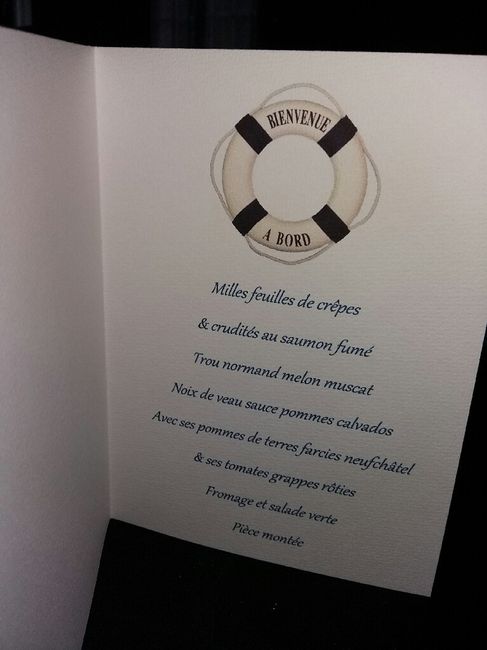 BIENVENUE
A BORD
Milles feuilles de crêpes
& crudités au saumon fumé
Trou normand melon muscat
Noix de veau sauce pommes calvados
Avec ses pommes de terres farcies neufchâtel
& ses tomates grappes rôties
Fromage et salade verte
Pièce montée